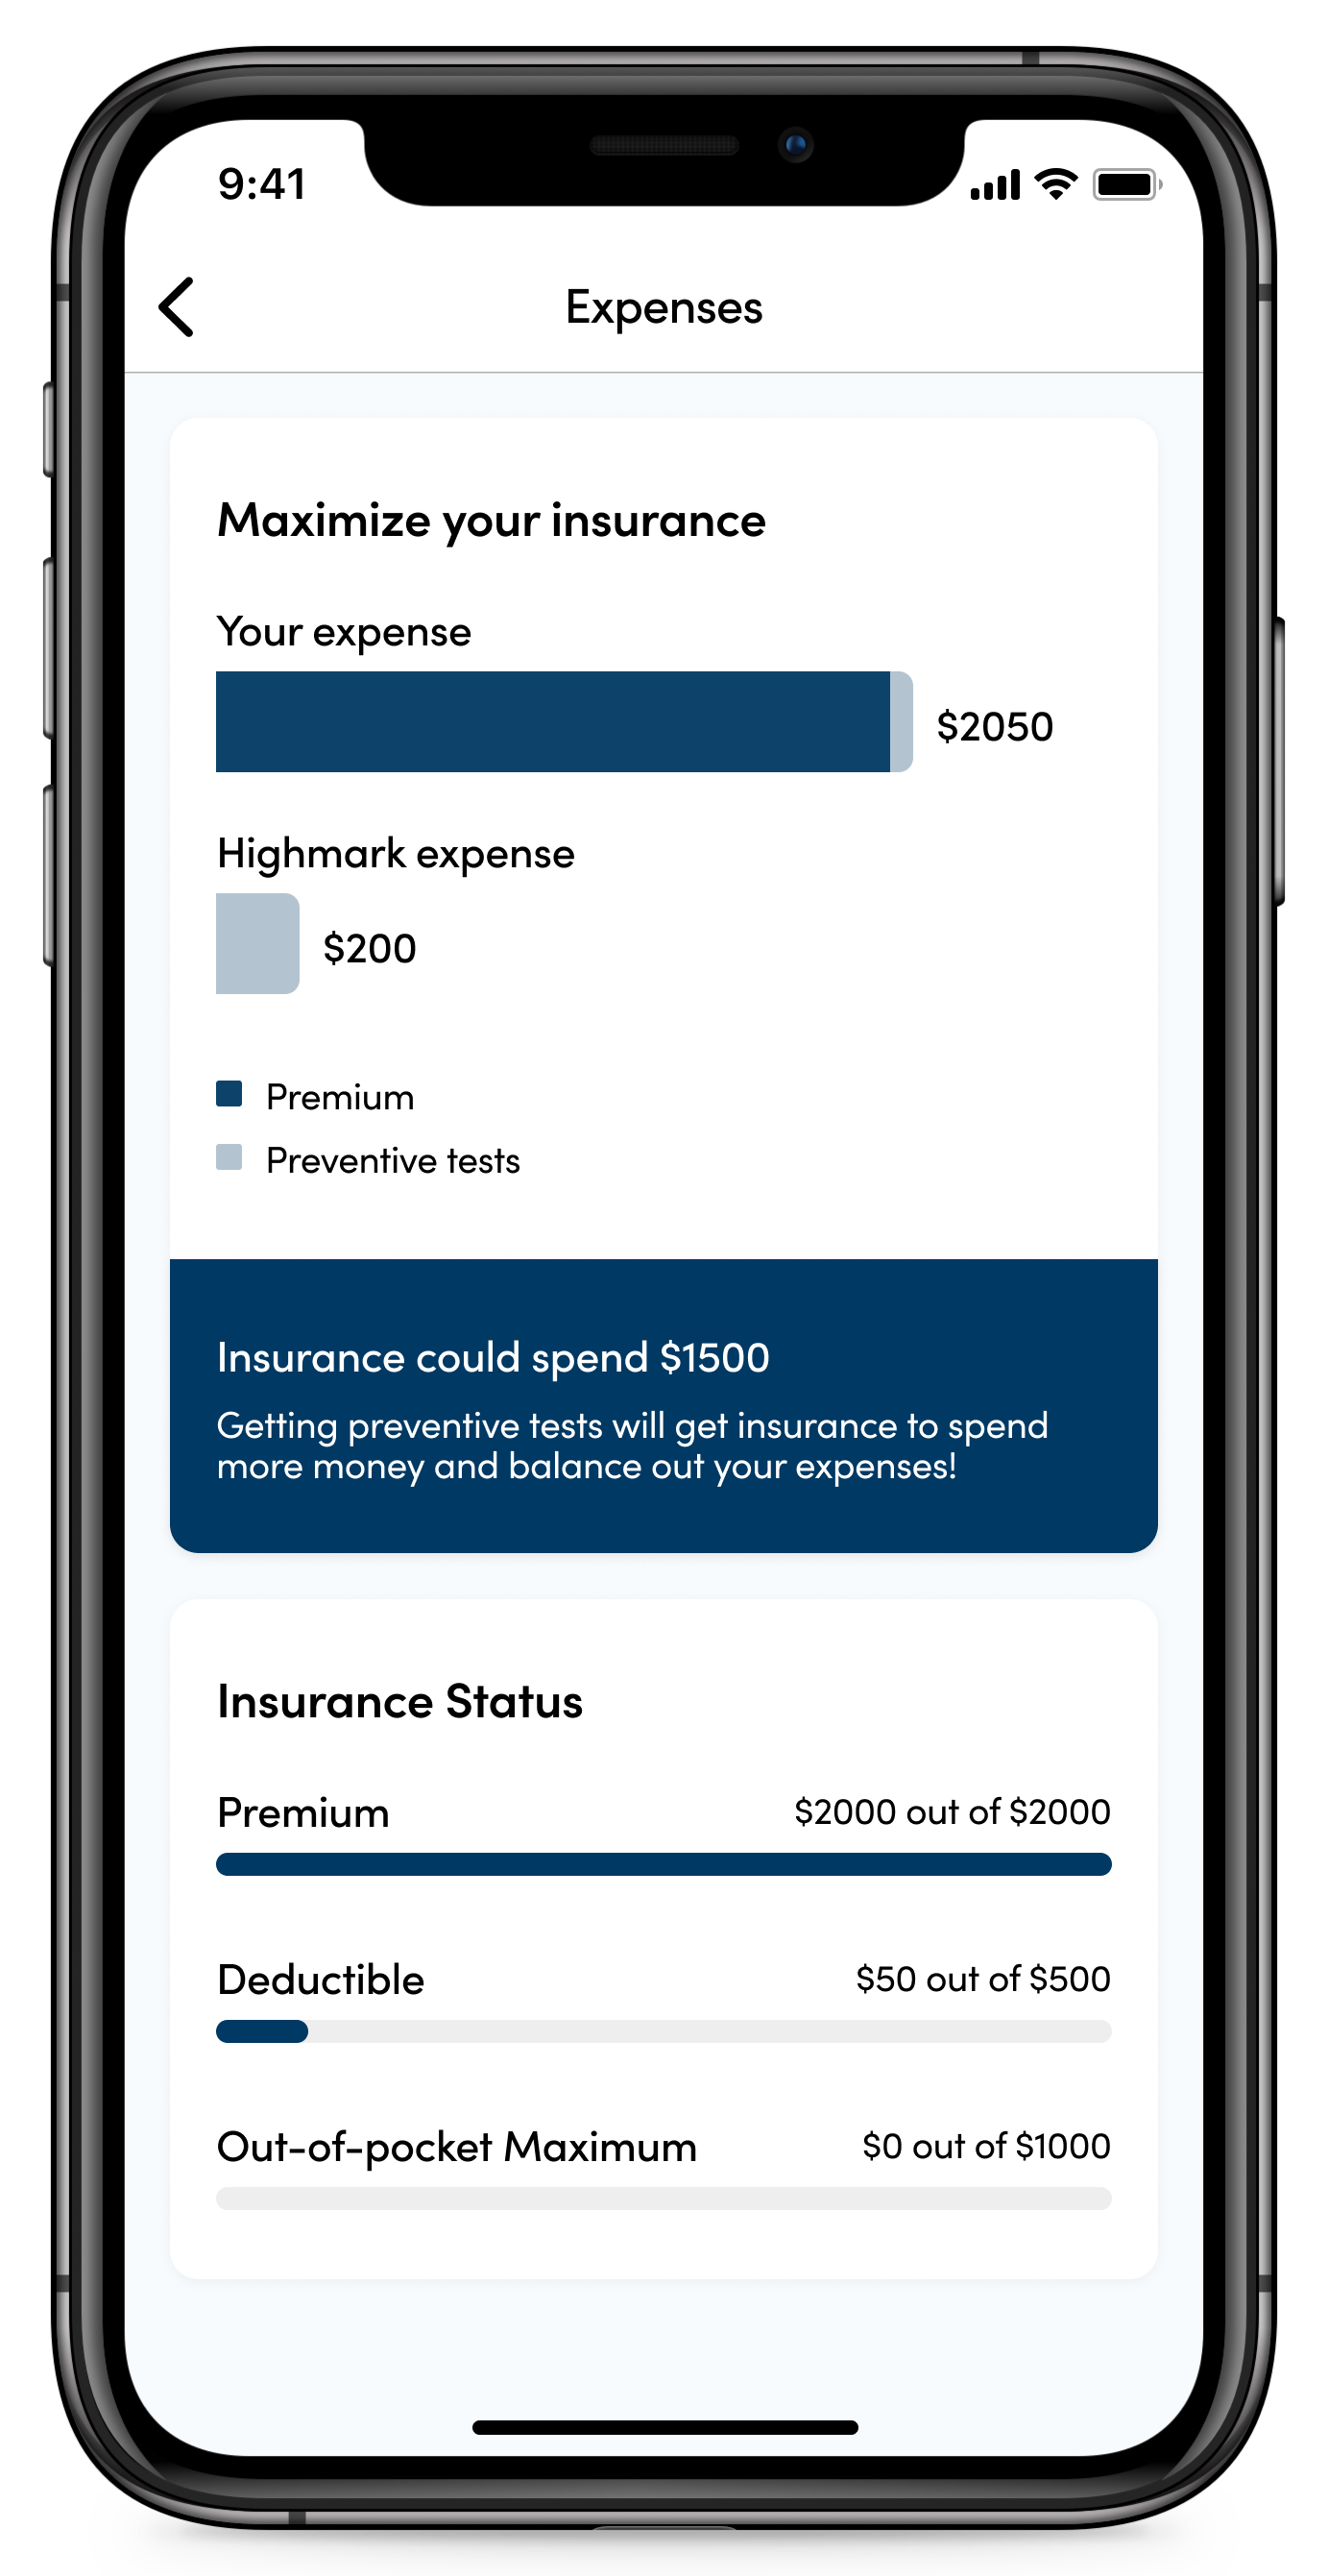 9:41
Expenses
Maximize your insurance
Your expense
$2050
Highmark expense
$200
Premium
Preventive tests
Insurance could spend $1500
Getting preventive tests will get insurance to spend
more money and balance out your expenses!
Insurance Status
Premium $2000 out of $2000
Deductible $50 out of $500
Out-of-pocket Maximum $0 out of $1000